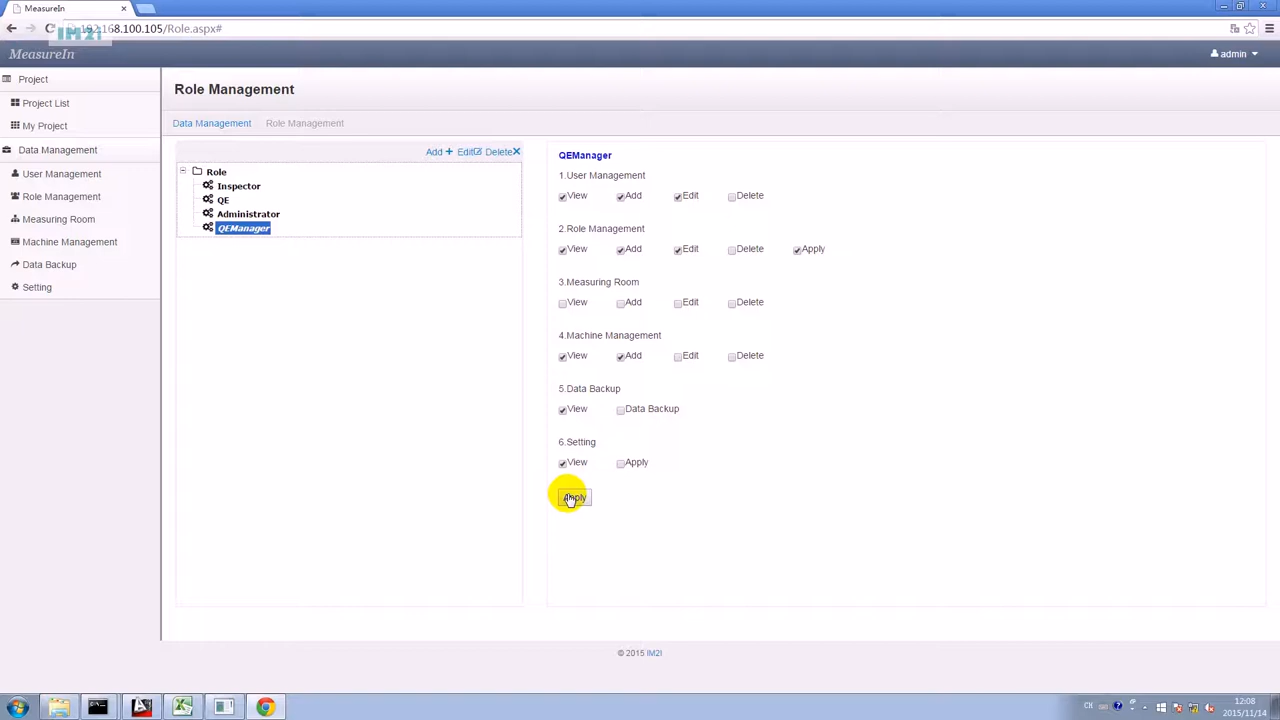 MeasureIn
192.168.100.105/Role.aspx#
IM2I
MeasureIn
admin
Project
Project List
My Project
Data Management
User Management
Role Management
Measuring Room
Machine Management
Data Backup
Setting
Role Management
Data Management Role Management
Add Edit Delete
Role
Inspector
QE
Administrator
QEManager
QEManager
1.User Management
View Add Edit Delete
2.Role Management
View Add Edit Delete Apply
3.Measuring Room
View Add Edit Delete
4.Machine Management
View Add Edit Delete
5.Data Backup
View Data Backup
6.Setting
View Apply
Apply
© 2015 IM2I
CH
12:08
2015/11/14